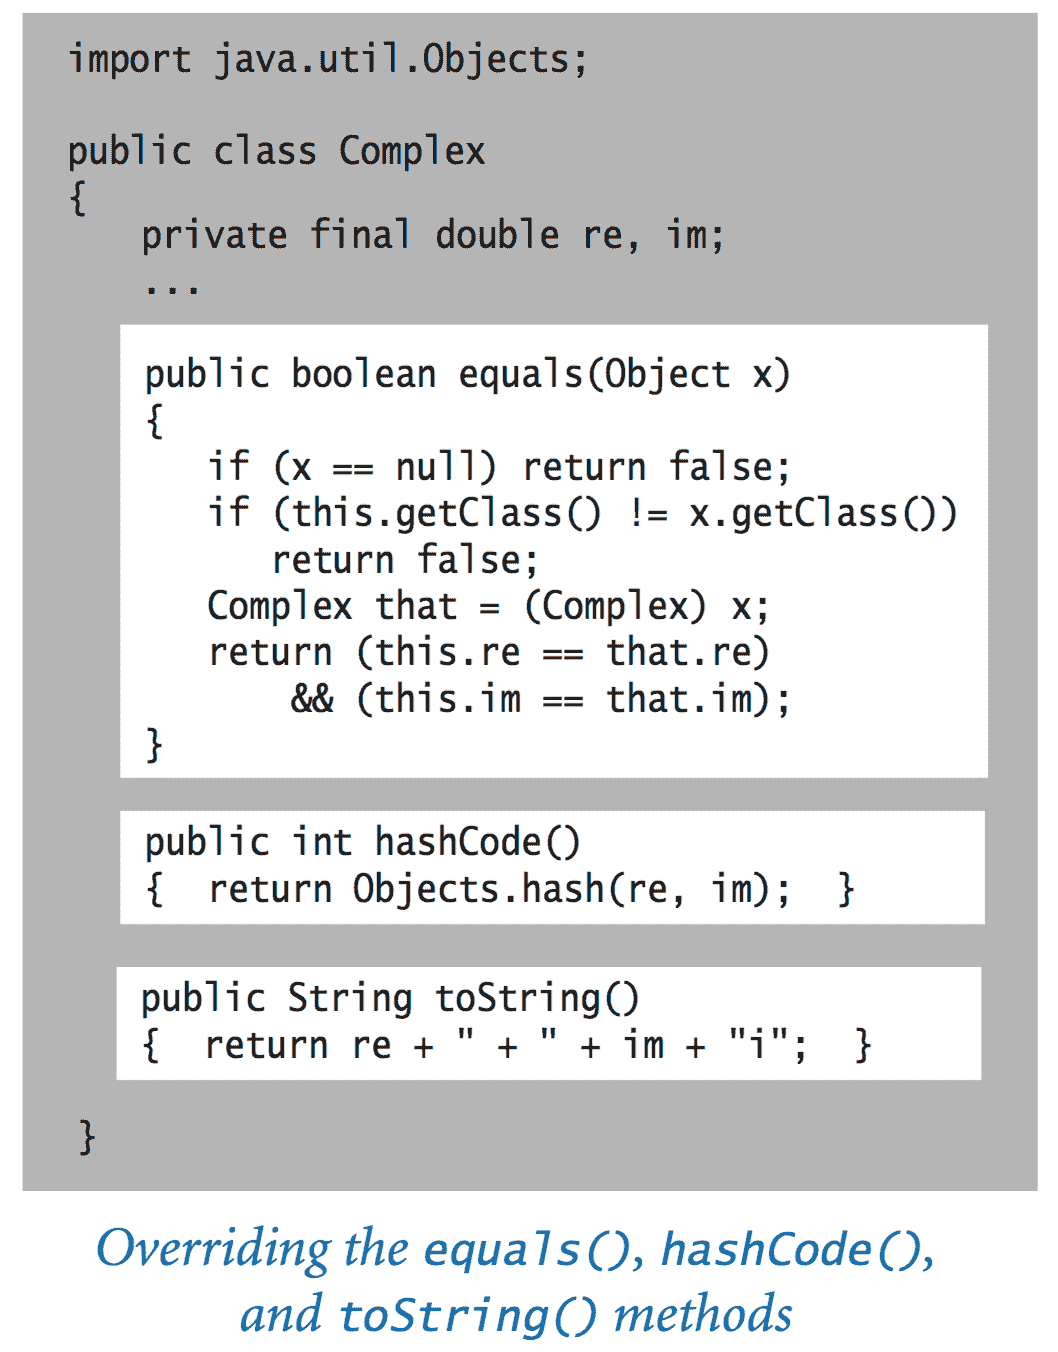 import java.util.Objects;
public class Complex
{
private final double re, im;
...
public boolean equals(Object x)
{
if (x == null) return false;
if (this.getClass() != x.getClass())
return false;
Complex that = (Complex) x;
return (this.re == that.re)
&& (this.im == that.im);
}
public int hashCode()
{  return Objects.hash(re, im);  }
public String toString()
{  return re + " + " + im + "i";  }
}
Overriding the equals(), hashCode(),
and toString() methods